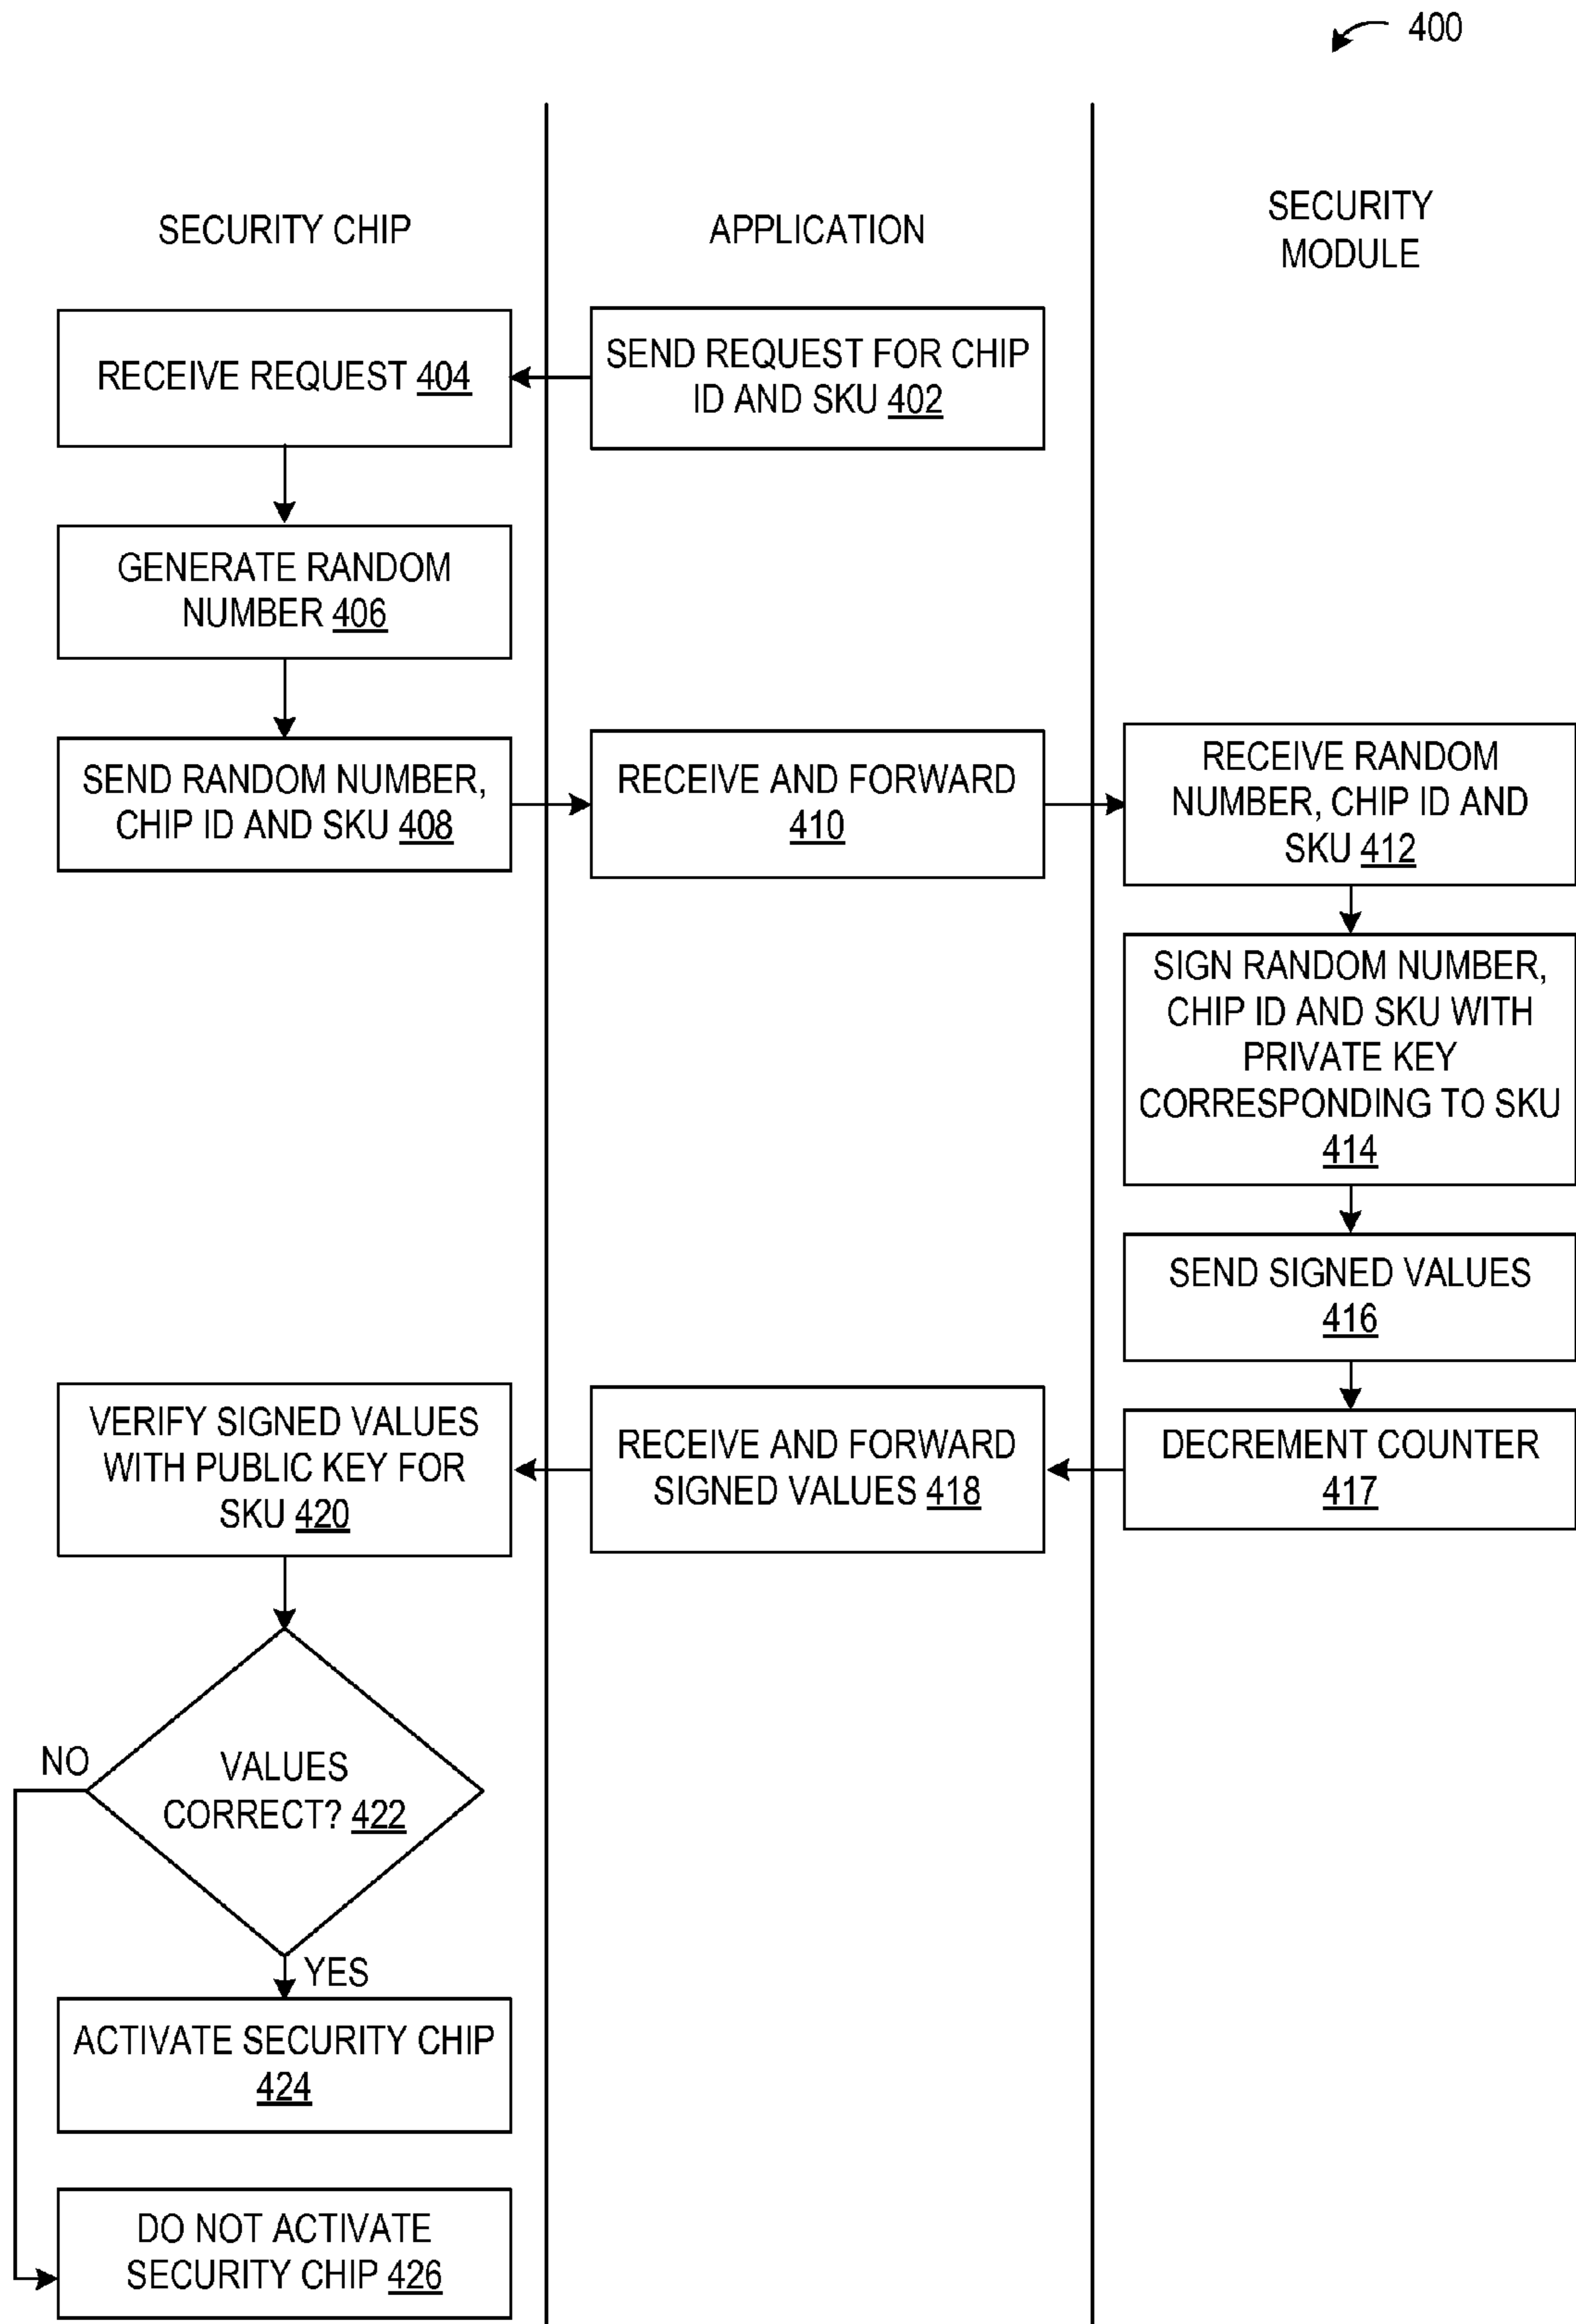 400
SECURITY CHIP
APPLICATION
SECURITY
MODULE
RECEIVE REQUEST 404
SEND REQUEST FOR CHIP
ID AND SKU 402
GENERATE RANDOM
NUMBER 406
SEND RANDOM NUMBER,
CHIP ID AND SKU 408
RECEIVE AND FORWARD
410
RECEIVE RANDOM
NUMBER, CHIP ID AND
SKU 412
SIGN RANDOM NUMBER,
CHIP ID AND SKU WITH
PRIVATE KEY
CORRESPONDING TO SKU
414
SEND SIGNED VALUES
416
VERIFY SIGNED VALUES
WITH PUBLIC KEY FOR
SKU 420
RECEIVE AND FORWARD
SIGNED VALUES 418
DECREMENT COUNTER
417
NO
VALUES
CORRECT? 422
YES
ACTIVATE SECURITY CHIP
424
DO NOT ACTIVATE
SECURITY CHIP 426